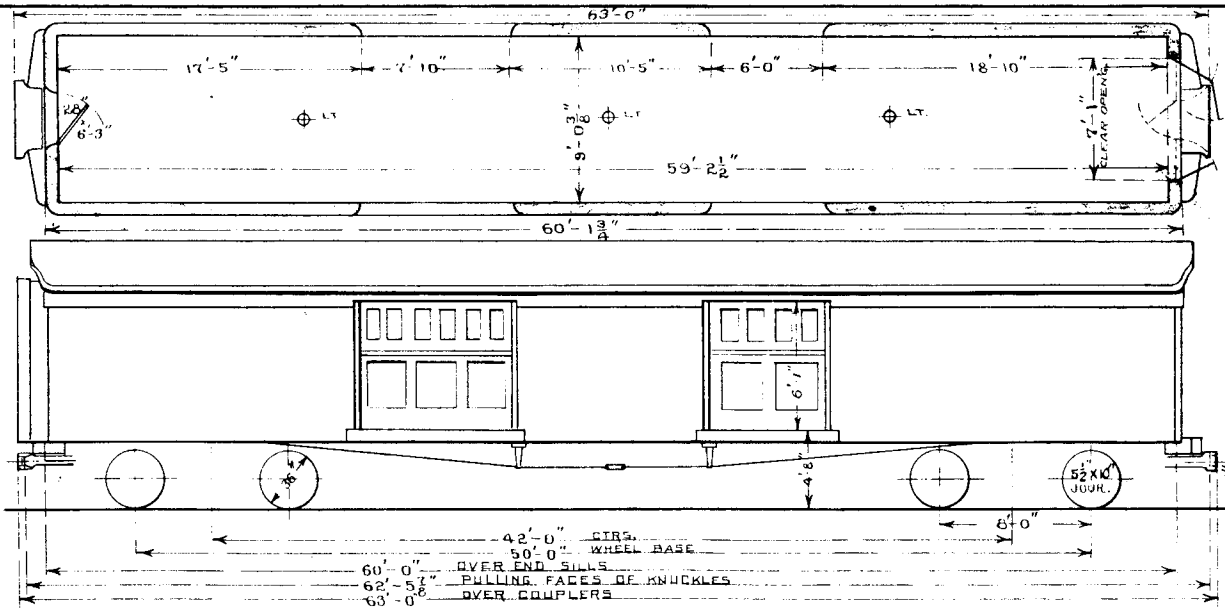 63'-0"
17'-5" 7'-10" 10'-5" 6'-0" 18'-10"
28"
x
6'-3"
LT. LT. LT.
9'-0 3/8"
7'-1"
CLEAR OPEN'G
59'-2 1/2"
60'-1 3/4"
6'-7"
4'-8"
36"
5 1/2" X 10"
JOUR.
8'-0"
42'-0" CTRS.
50'-0" WHEEL BASE
60'-0" OVER END SILLS
62'-5 7/8" PULLING FACES OF KNUCKLES
63'-0" OVER COUPLERS